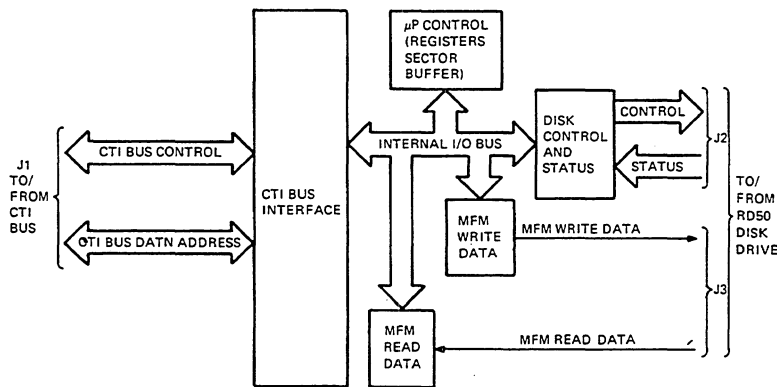 μP CONTROL
(REGISTERS
SECTOR
BUFFER)
J1
TO/
FROM
CTI
BUS
CTI BUS CONTROL
CTI BUS DATN ADDRESS
CTI BUS
INTERFACE
INTERNAL I/O BUS
DISK
CONTROL
AND
STATUS
CONTROL
STATUS
J2
MFM
WRITE
DATA
MFM WRITE DATA
MFM
READ
DATA
MFM READ DATA
J3
TO/
FROM
RD50
DISK
DRIVE